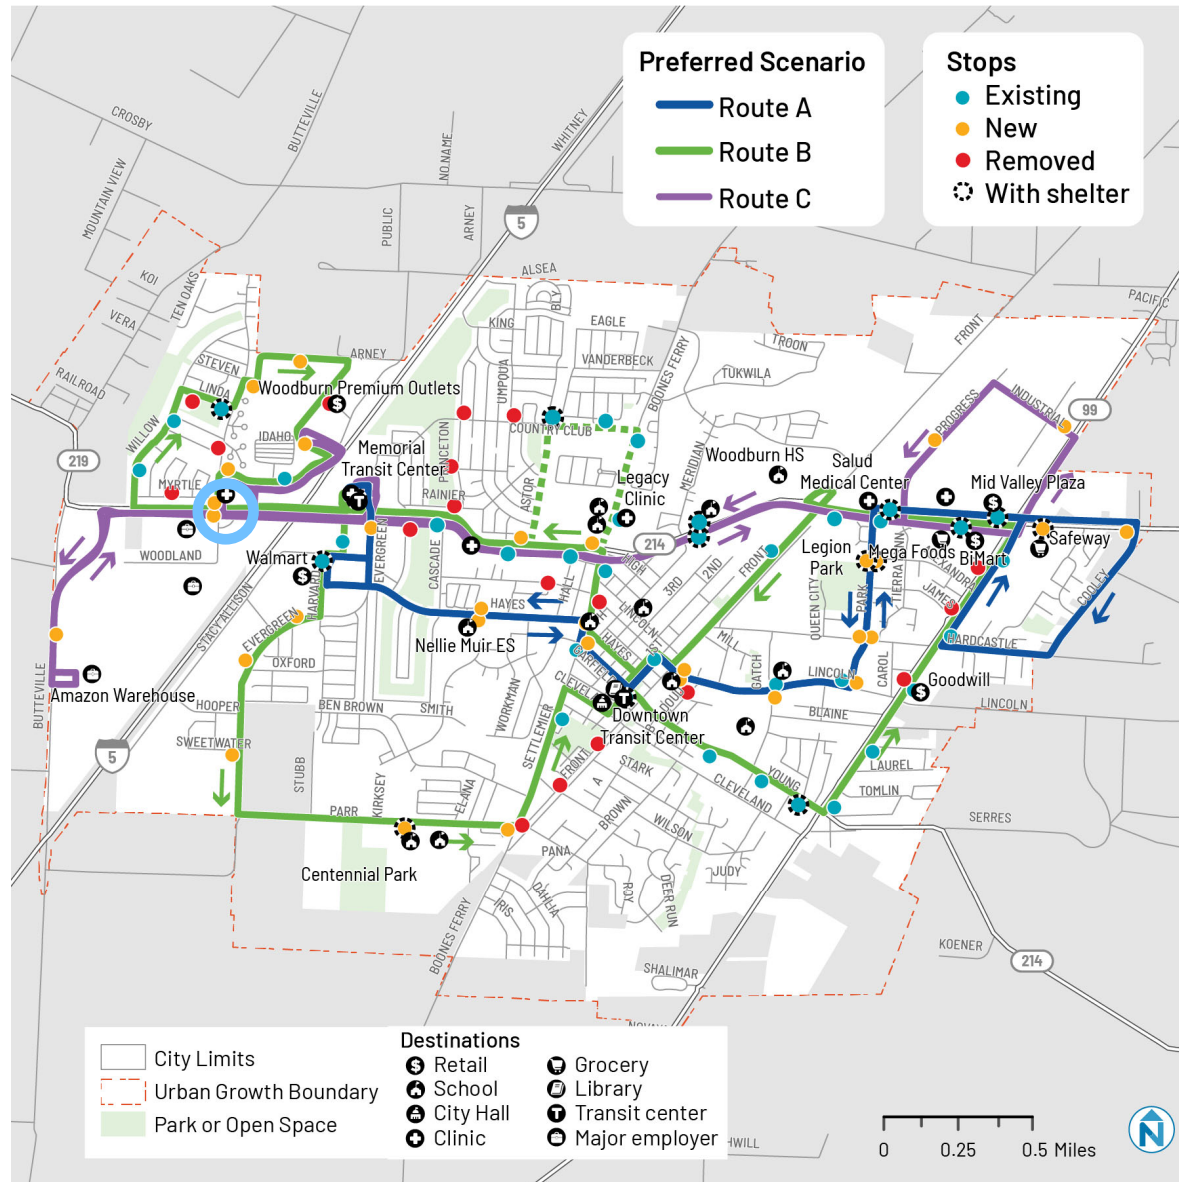 Preferred Scenario
Route A
Route B
Route C
Stops
Existing
New
Removed
With shelter
CROSBY
BUTTEVILLE
MOUNTAIN VIEW
NO NAME
WHITNEY
PUBLIC
ARNEY
5
ALSEA
KOI
TEN OAKS
VERA
RAILROAD
BLY
KING
EAGLE
VANDERBECK
UMPQUA
BOONES FERRY
TROON
TUKWILA
FRONT
PACIFIC
99
INDUSTRIAL
PROGRESS
STEVEN
LINDA
ARNEY
Woodburn Premium Outlets
WILLOW
IDAHO
219
MYRTLE
Memorial
Transit Center
PRINCETON
RAINIER
COUNTRY CLUB
ASTOR
Legacy
Clinic
MERIDIAN
Woodburn HS
Salud
Medical Center
Mid Valley Plaza
WOODLAND
Walmart
HARVARD
EVERGREEN
CASCADE
214
HALL
3RD
2ND
FRONT
Legion
Park
Mega Foods
BiMart
Safeway
QUEEN CITY
PARK
JAMES
HARDCASTLE
COOLEY
STACY ALLISON
EVERGREEN
HAYES
Nellie Muir ES
HAYES
LINCOLN
MILL
GARFIELD
GATCH
LINCOLN
CAROL
Goodwill
LINCOLN
BUTTEVILLE
Amazon Warehouse
OXFORD
HOOPER
BEN BROWN
SMITH
WORKMAN
SETTLEMIER
Downtown
Transit Center
BLAINE
SWEETWATER
5
STUBB
FRONT
STARK
A
YOUNG
CLEVELAND
LAUREL
TOMLIN
SERRES
PARR
KIRKSEY
ELANA
BROWN
WILSON
Centennial Park
PANA
JUDY
IRIS
DAHLIA
ROY
DEER RUN
BOONES FERRY
SHALIMAR
KOENER
214
City Limits
Urban Growth Boundary
Park or Open Space
Destinations
Retail
School
City Hall
Clinic
Grocery
Library
Transit center
Major employer
0 0.25 0.5 Miles
N